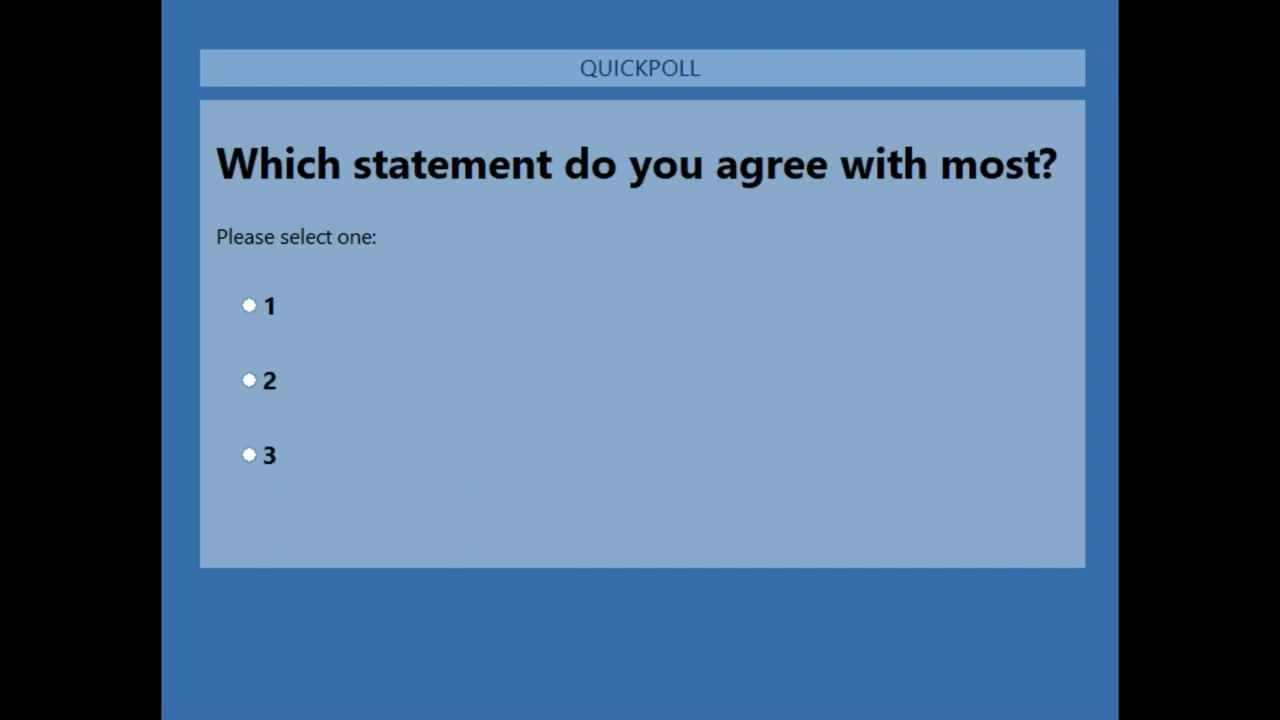 QUICKPOLL
Which statement do you agree with most?
Please select one:
1
2
3